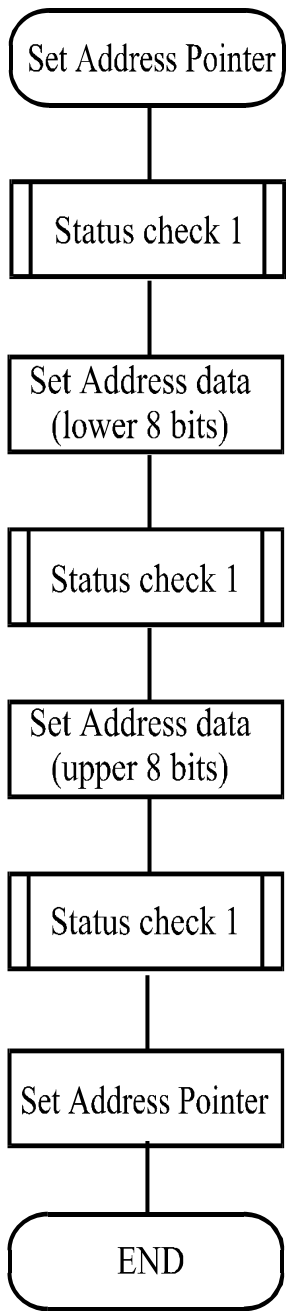 Set Address Pointer
Status check 1
Set Address data
(lower 8 bits)
Status check 1
Set Address data
(upper 8 bits)
Status check 1
Set Address Pointer
END